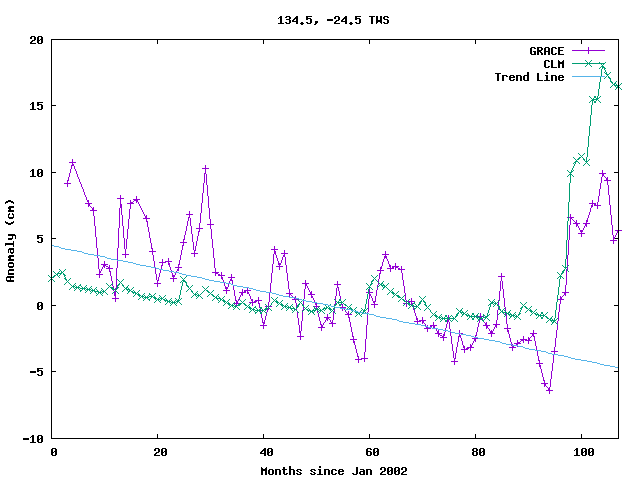 134.5, -24.5 TWS
GRACE
CLM
Trend Line
20
15
10
5
0
-5
-10
Anomaly (cm)
0 20 40 60 80 100
Months since Jan 2002